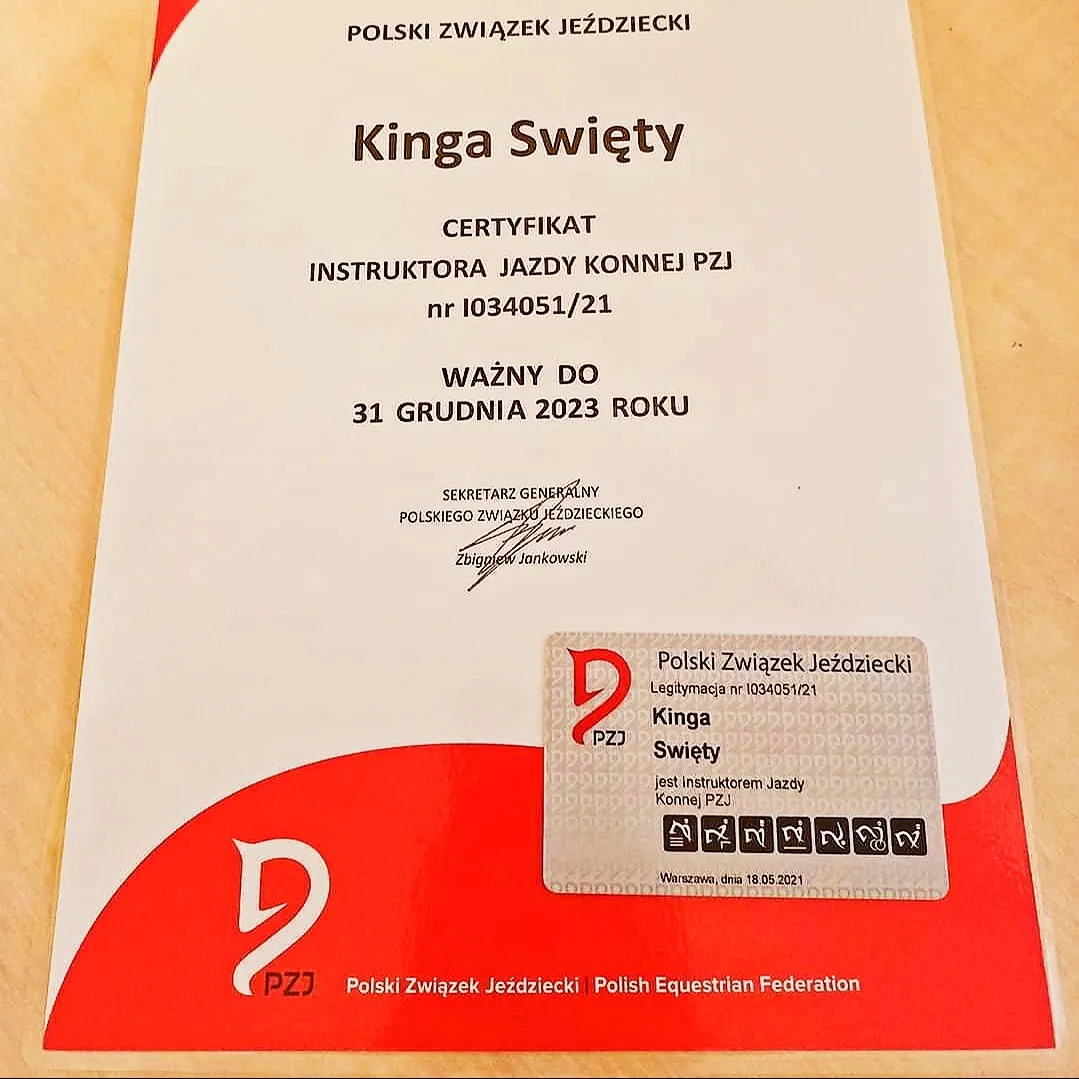 POLSKI ZWIĄZEK JEŹDZIECKI
Kinga Swięty
CERTYFIKAT
INSTRUKTORA JAZDY KONNEJ PZJ
nr I034051/21
WAŻNY DO
31 GRUDNIA 2023 ROKU
SEKRETARZ GENERALNY
POLSKIEGO ZWIĄZKU JEŹDZIECKIEGO
Zbigniew Jankowski
Polski Związek Jeździecki
Legitymacja nr I034051/21
PZJ
Kinga
Swięty
jest Instruktorem Jazdy
Konnej PZJ
Warszawa, dnia 18.05.2021
PZJ
Polski Związek Jeździecki | Polish Equestrian Federation